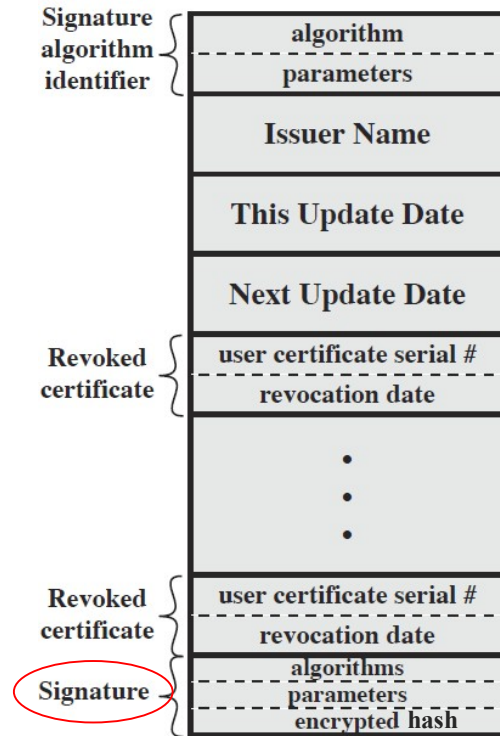 Signature
algorithm
identifier
algorithm
parameters
Issuer Name
This Update Date
Next Update Date
Revoked
certificate
user certificate serial #
revocation date
Revoked
certificate
user certificate serial #
revocation date
Signature
algorithms
parameters
encrypted hash